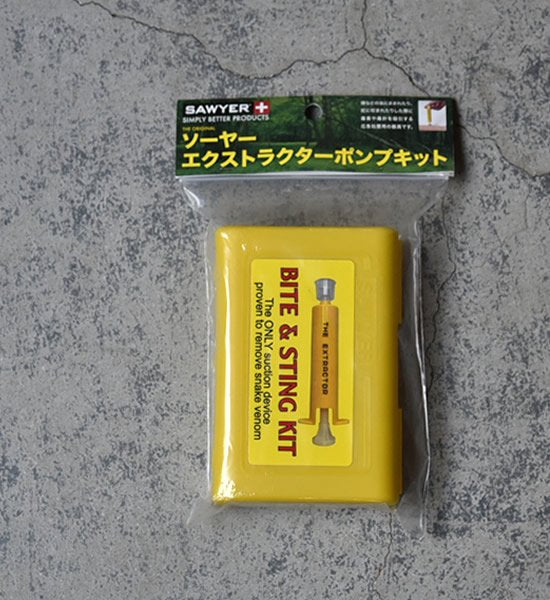 SAWYER
SIMPLY BETTER PRODUCTS
THE ORIGINAL
ソーヤー
エクストラクターポンプキット
BITE & STING KIT
The ONLY suction device
proven to remove snake venom
THE EXTRACTOR